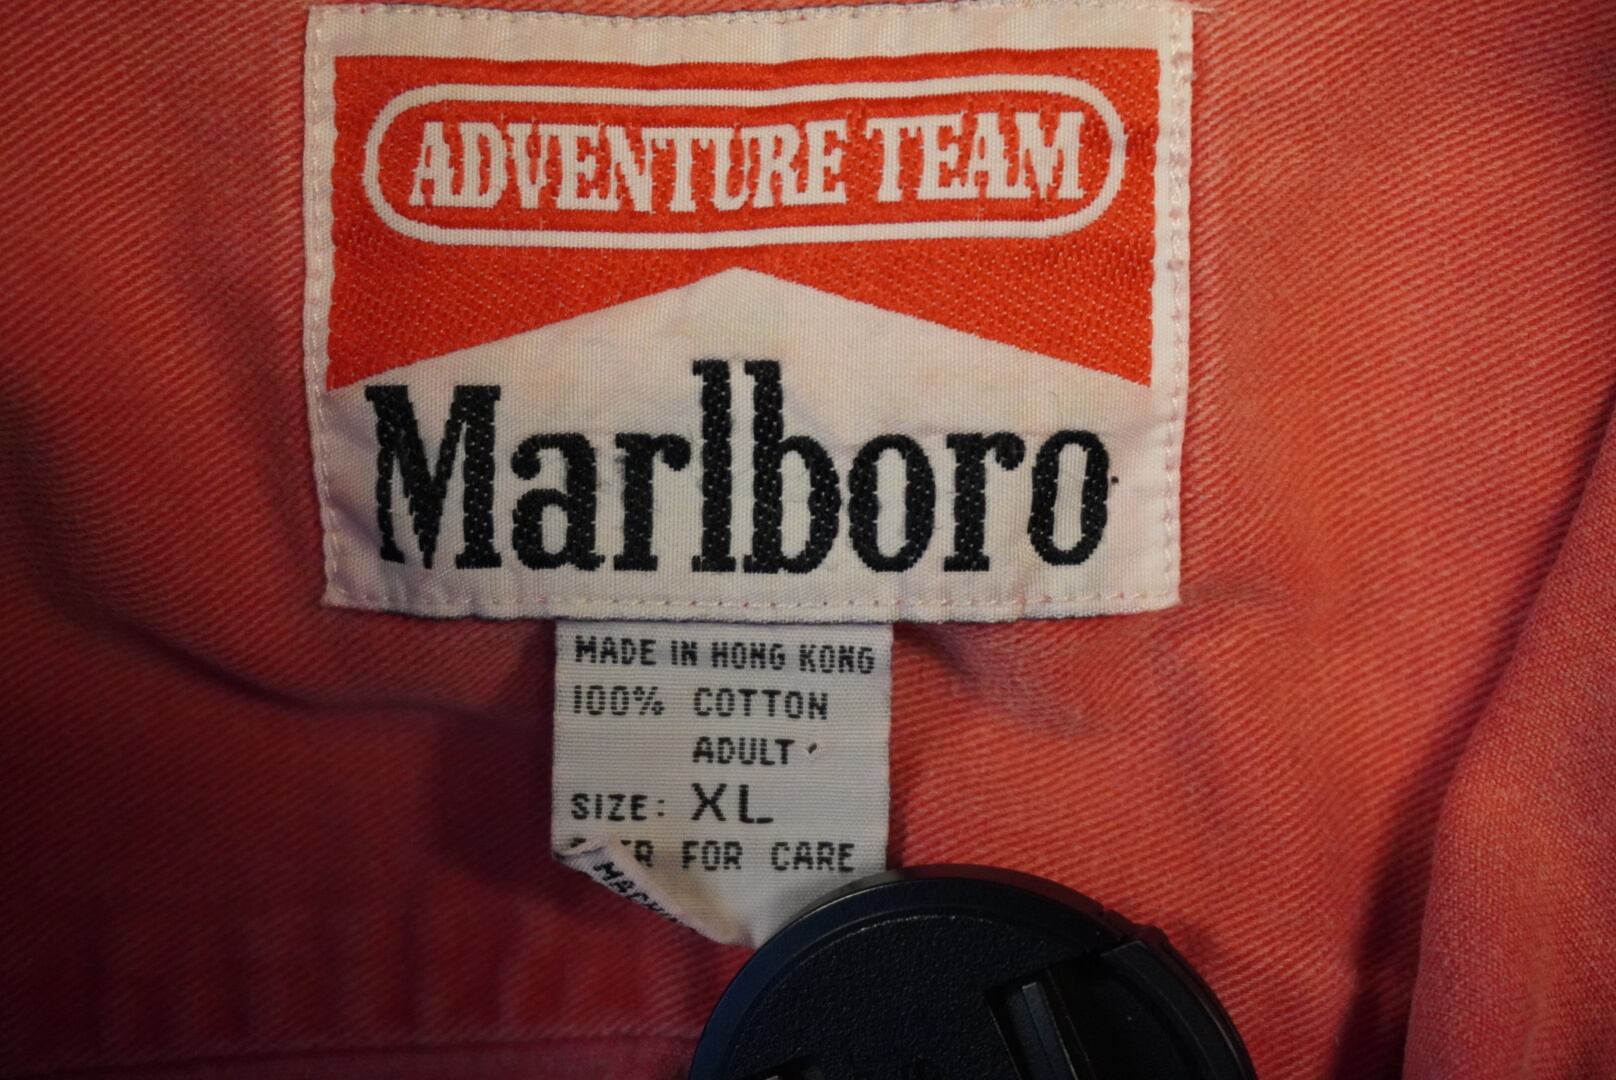 ADVENTURE TEAM
Marlboro
MADE IN HONG KONG
100% COTTON
ADULT
SIZE: XL
FOR CARE